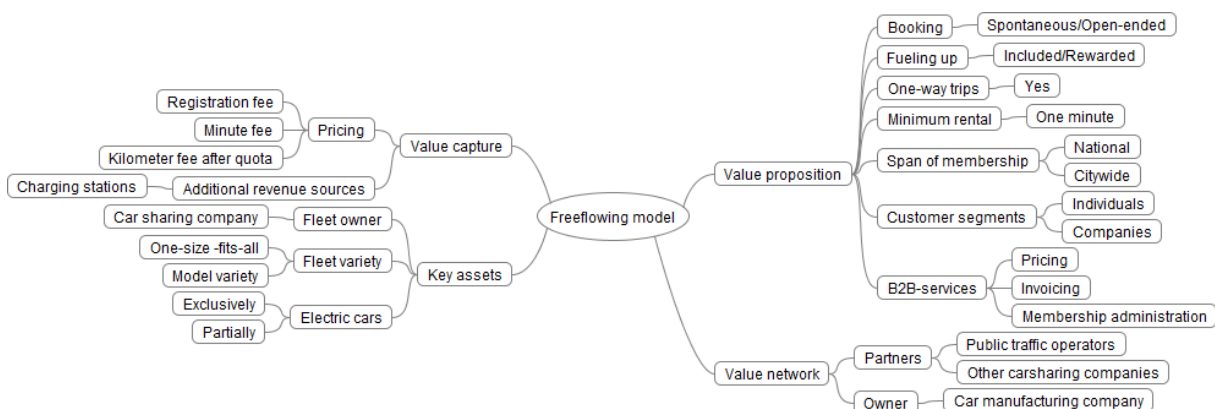 Freeflowing model
Value capture
Pricing
Registration fee
Minute fee
Kilometer fee after quota
Additional revenue sources
Charging stations
Key assets
Fleet owner
Car sharing company
Fleet variety
One-size -fits-all
Model variety
Electric cars
Exclusively
Partially
Value proposition
Booking
Spontaneous/Open-ended
Fueling up
Included/Rewarded
One-way trips
Yes
Minimum rental
One minute
Span of membership
National
Citywide
Customer segments
Individuals
Companies
B2B-services
Pricing
Invoicing
Membership administration
Value network
Partners
Public traffic operators
Other carsharing companies
Owner
Car manufacturing company